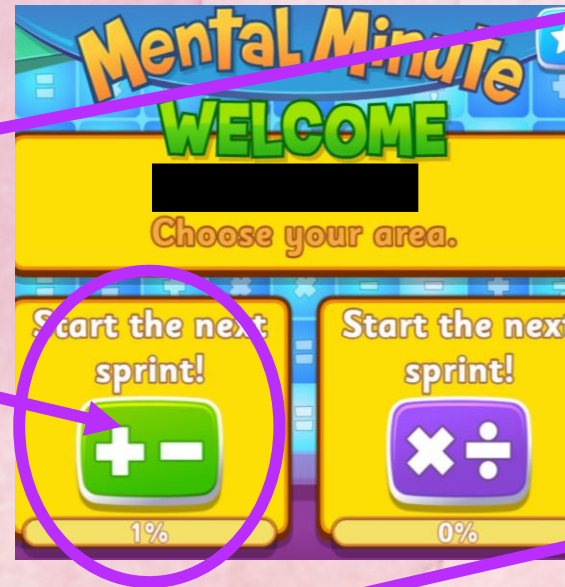 Mental Minute
WELCOME
Choose your area.
Start the next
sprint!
+ −
1%
Start the next
sprint!
× ÷
0%